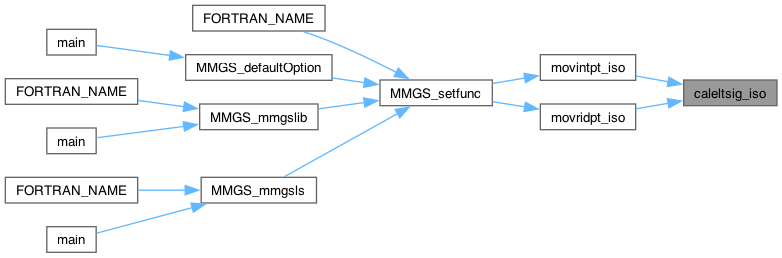 FORTRAN_NAME
main
MMGS_defaultOption
movintpt_iso
FORTRAN_NAME
MMGS_setfunc
caleltsig_iso
MMGS_mmgslib
movridpt_iso
main
FORTRAN_NAME
MMGS_mmgsls
main